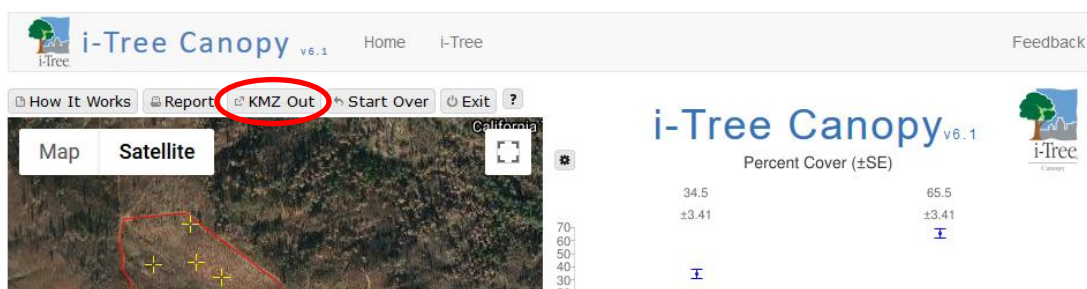 i-Tree
i-Tree Canopy v6.1
Home
i-Tree
Feedback
How It Works
Report
KMZ Out
Start Over
Exit
?
California
Map
Satellite
i-Tree Canopy v6.1
i-Tree
Canopy
Percent Cover (±SE)
34.5
65.5
±3.41
±3.41
70
60
50
40
30